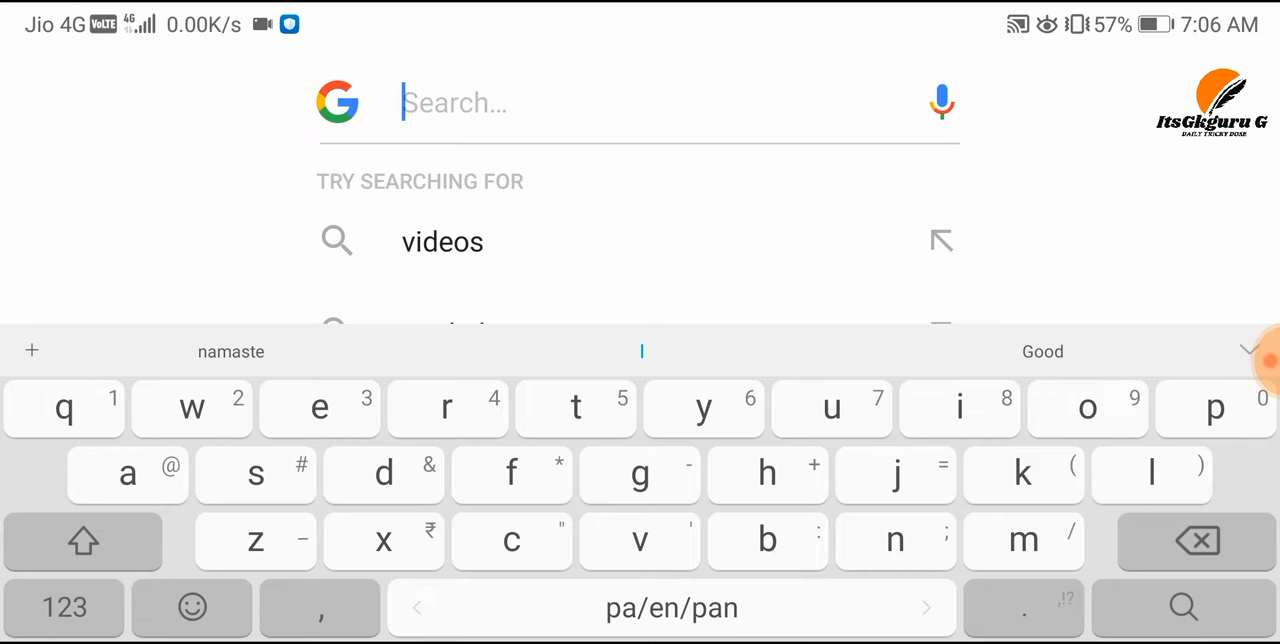 Jio 4G VoLTE 4G 0.00K/s 57% 7:06 AM
Search...
ItsGkguru G
DAILY TRICKY DOSE
TRY SEARCHING FOR
videos
+ namaste I Good
q 1 w 2 e 3 r 4 t 5 y 6 u 7 i 8 o 9 p 0
a @ s # d & f * g - h + j = k ( l )
z – x ₹ c " v ' b : n ; m /
123 , < pa/en/pan > . ,!?